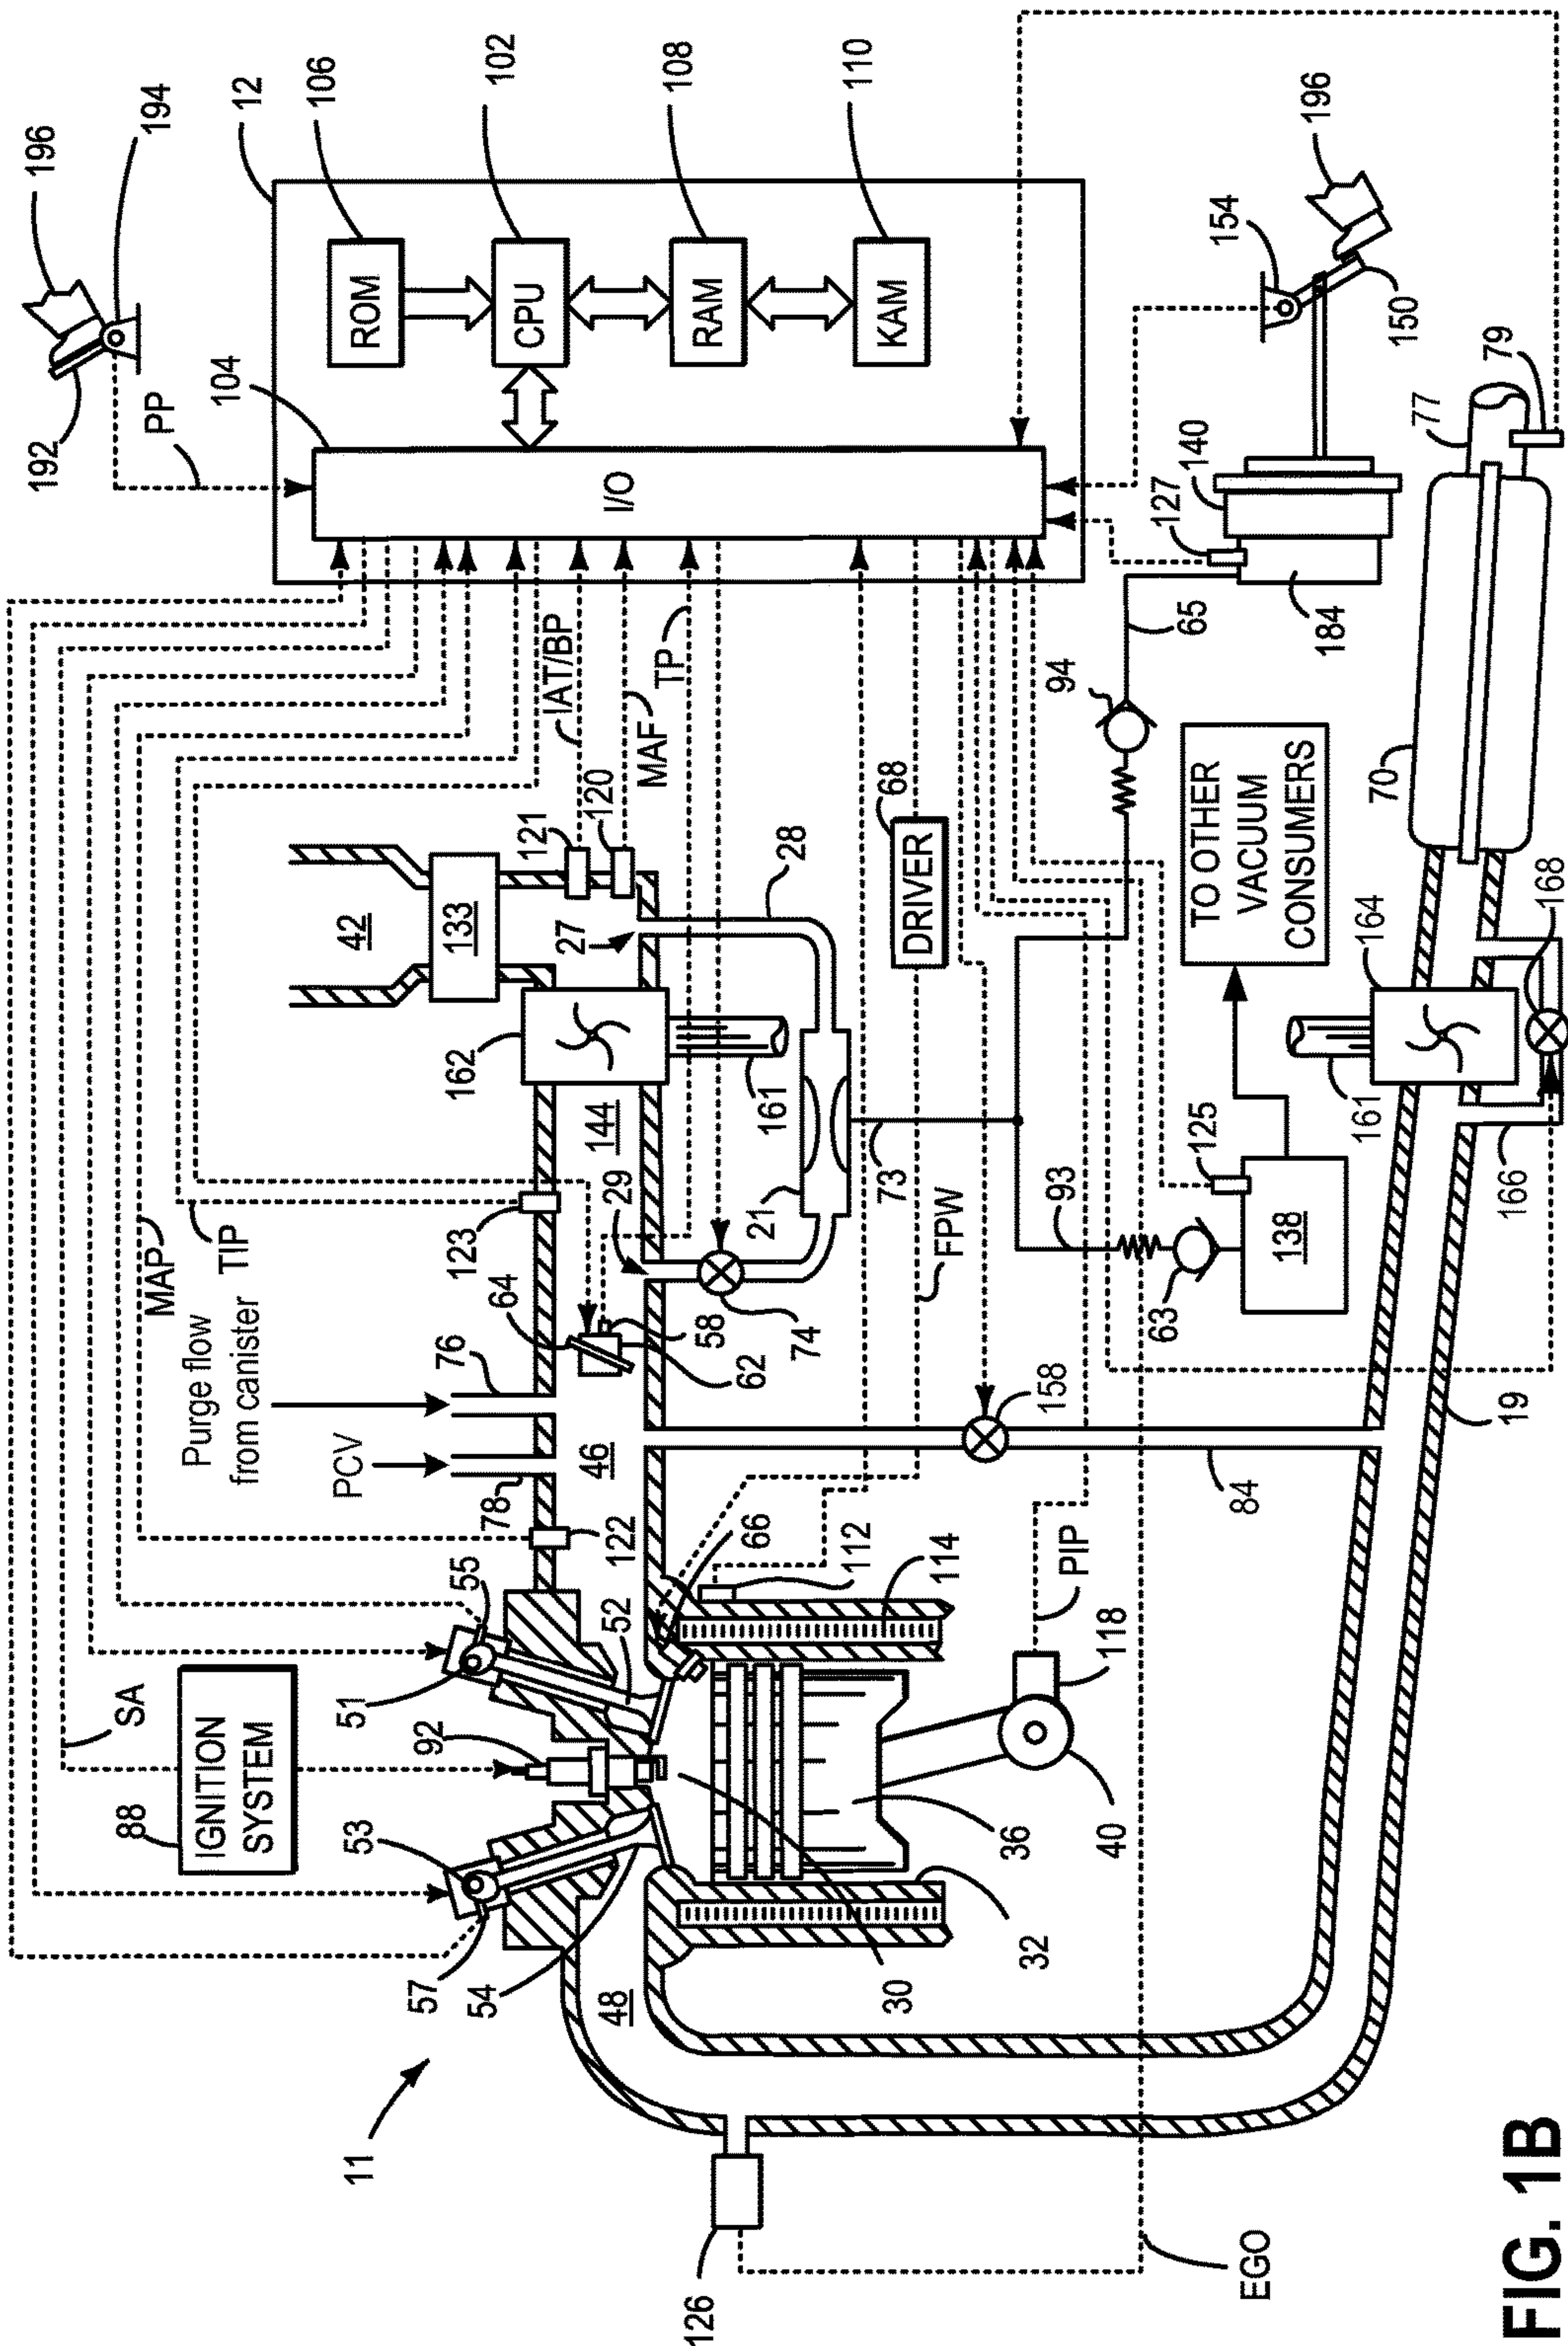 SA
MAP
Purge flow
from canister
TIP
192
PP
196
194
11
88
IGNITION
SYSTEM
PCV
76
104
12
106
57
53
51
55
123
64
162
42
ROM
54
92
78
29
144
133
121
IAT/BP
102
48
52
122
46
58
62
27
120
MAF
I/O
CPU
126
66
74
21
161
28
TP
108
RAM
30
36
112
114
73
FPW
68
DRIVER
110
KAM
32
40
118
PIP
158
93
94
65
127
140
154
196
EGO
63
138
125
TO OTHER
VACUUM
CONSUMERS
184
150
84
161
164
70
77
79
19
166
168
FIG. 1B